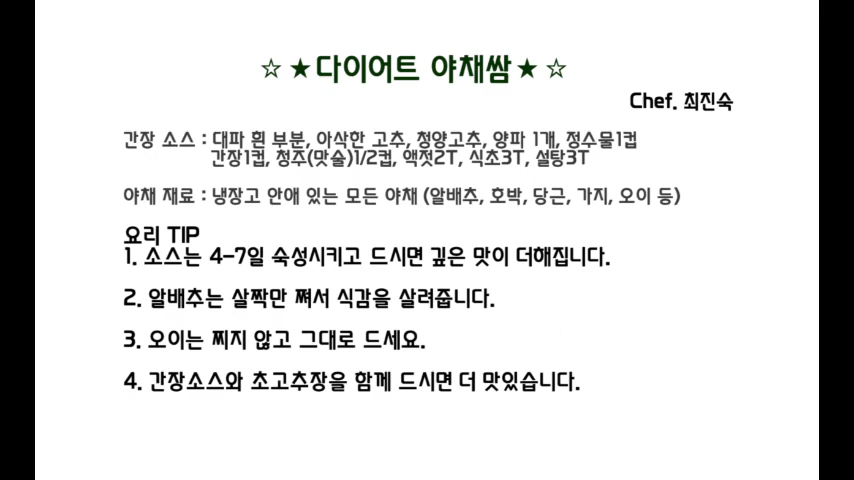 ☆★다이어트 야채쌈★☆
Chef. 최진숙
간장 소스 : 대파 흰 부분, 아삭한 고추, 청양고추, 양파 1개, 정수물1컵
간장1컵, 청주(맛술)1/2컵, 액젓2T, 식초3T, 설탕3T
야채 재료 : 냉장고 안애 있는 모든 야채 (알배추, 호박, 당근, 가지, 오이 등)
요리 TIP
1. 소스는 4-7일 숙성시키고 드시면 깊은 맛이 더해집니다.
2. 알배추는 살짝만 쪄서 식감을 살려줍니다.
3. 오이는 찌지 않고 그대로 드세요.
4. 간장소스와 초고추장을 함께 드시면 더 맛있습니다.